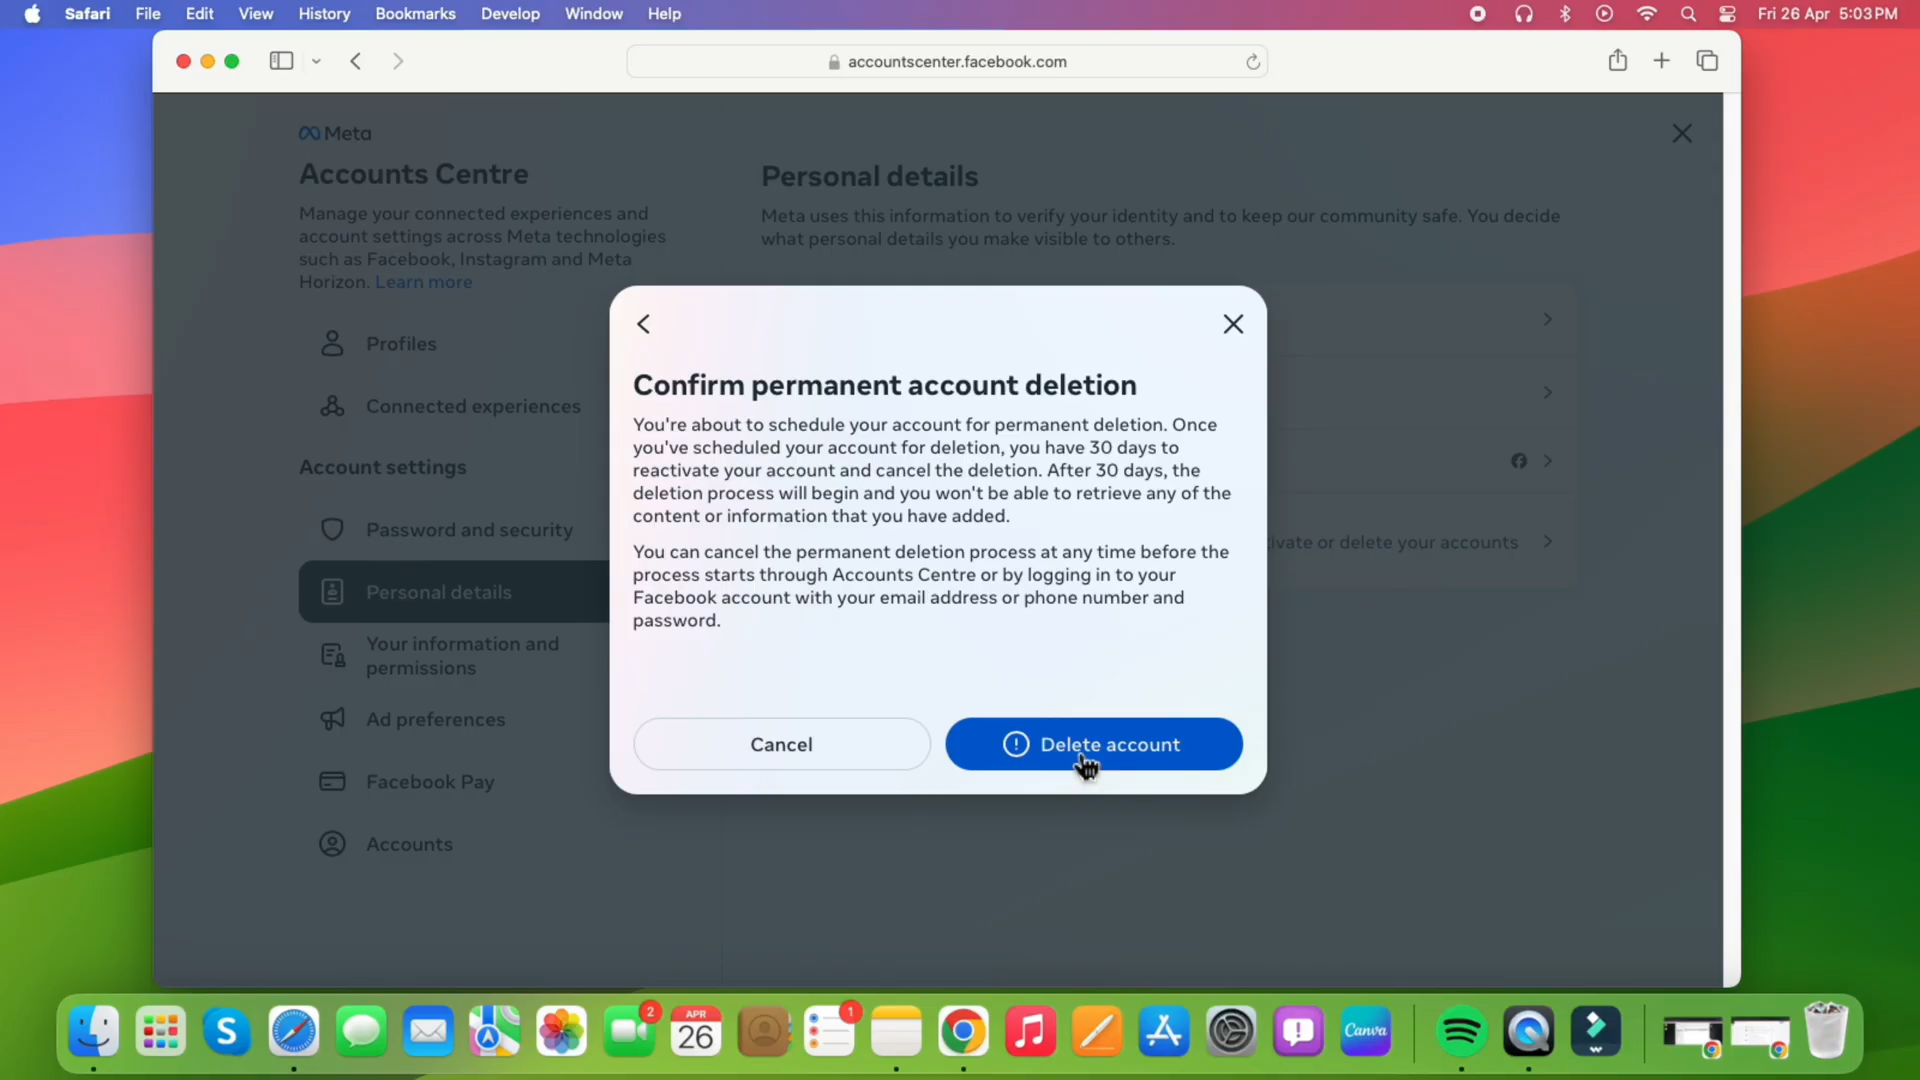 Safari File Edit View History Bookmarks Develop Window Help Fri 26 Apr 5:03 PM
accountscenter.facebook.com
Meta
Accounts Centre
Manage your connected experiences and
account settings across Meta technologies
such as Facebook, Instagram and Meta
Horizon. Learn more
Profiles
Connected experiences
Account settings
Password and security
Personal details
Your information and
permissions
Ad preferences
Facebook Pay
Accounts
Personal details
Meta uses this information to verify your identity and to keep our community safe. You decide
what personal details you make visible to others.
ivate or delete your accounts
Confirm permanent account deletion
You're about to schedule your account for permanent deletion. Once
you've scheduled your account for deletion, you have 30 days to
reactivate your account and cancel the deletion. After 30 days, the
deletion process will begin and you won't be able to retrieve any of the
content or information that you have added.
You can cancel the permanent deletion process at any time before the
process starts through Accounts Centre or by logging in to your
Facebook account with your email address or phone number and
password.
Cancel
Delete account
2
APR
26
1
Canva